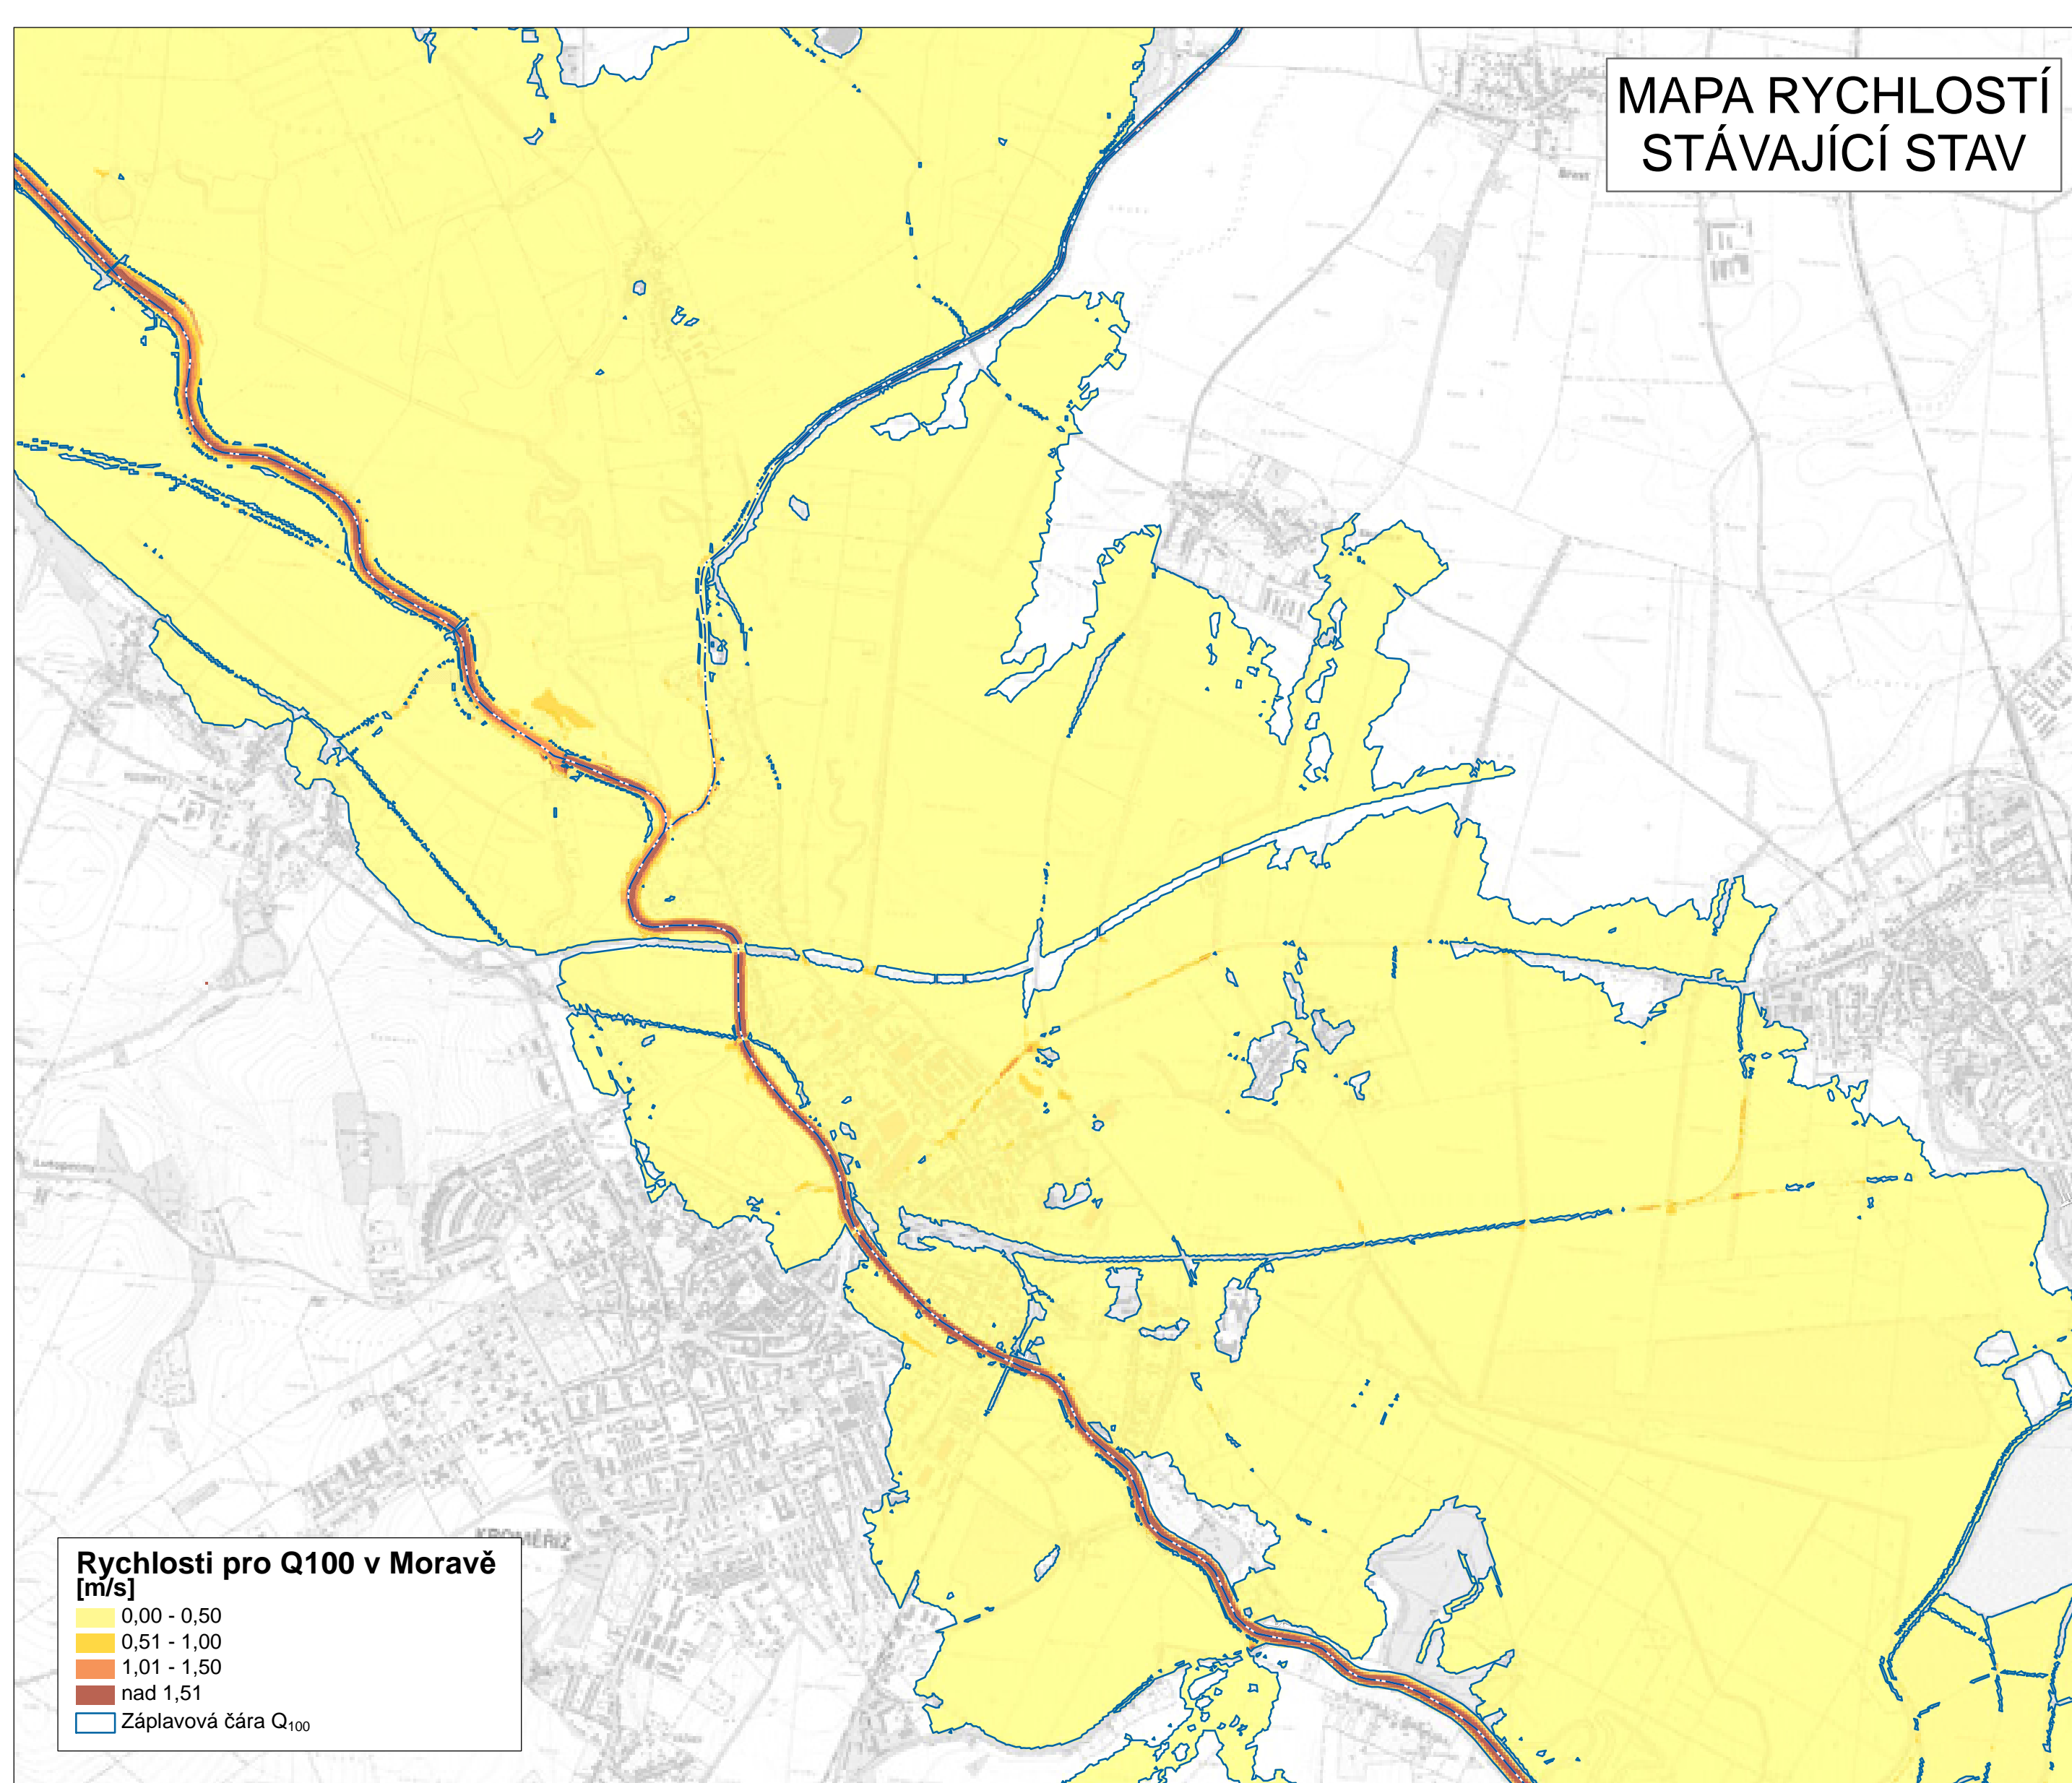 MAPA RYCHLOSTÍ
STÁVAJÍCÍ STAV
Břest
KROMĚŘÍŽ
Rychlosti pro Q100 v Moravě
[m/s]
0,00 - 0,50
0,51 - 1,00
1,01 - 1,50
nad 1,51
Záplavová čára Q100